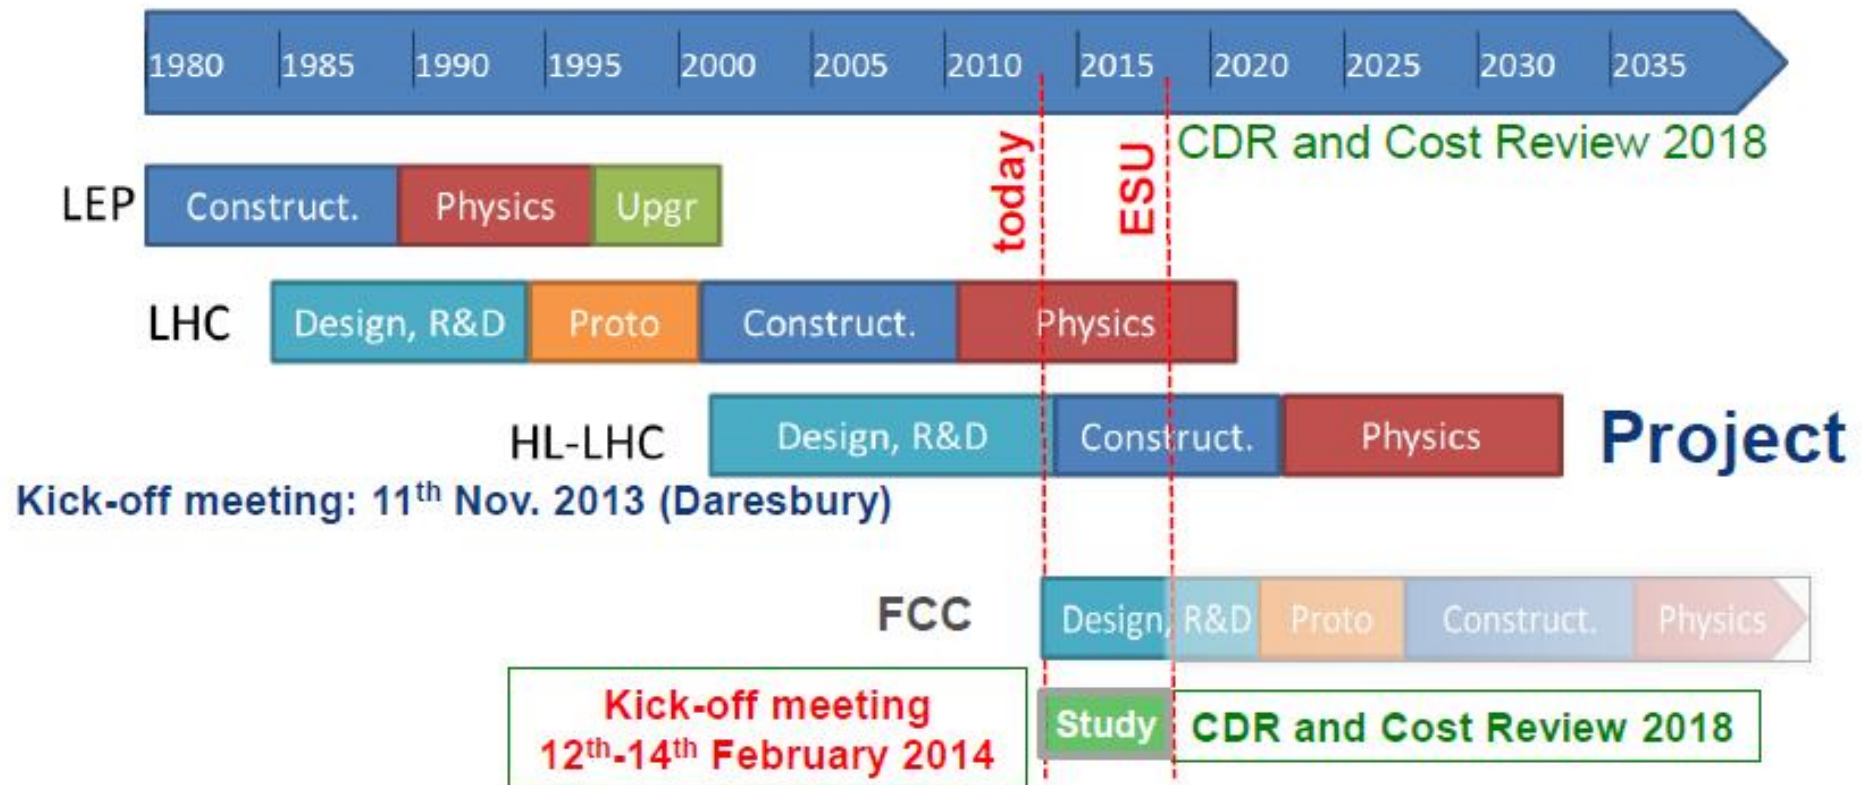 1980 1985 1990 1995 2000 2005 2010 2015 2020 2025 2030 2035
today
ESU
CDR and Cost Review 2018
LEP Construct. Physics Upgr
LHC Design, R&D Proto Construct. Physics
HL-LHC Design, R&D Construct. Physics Project
Kick-off meeting: 11th Nov. 2013 (Daresbury)
FCC Design, R&D Proto Construct. Physics
Kick-off meeting
12th-14th February 2014
Study CDR and Cost Review 2018